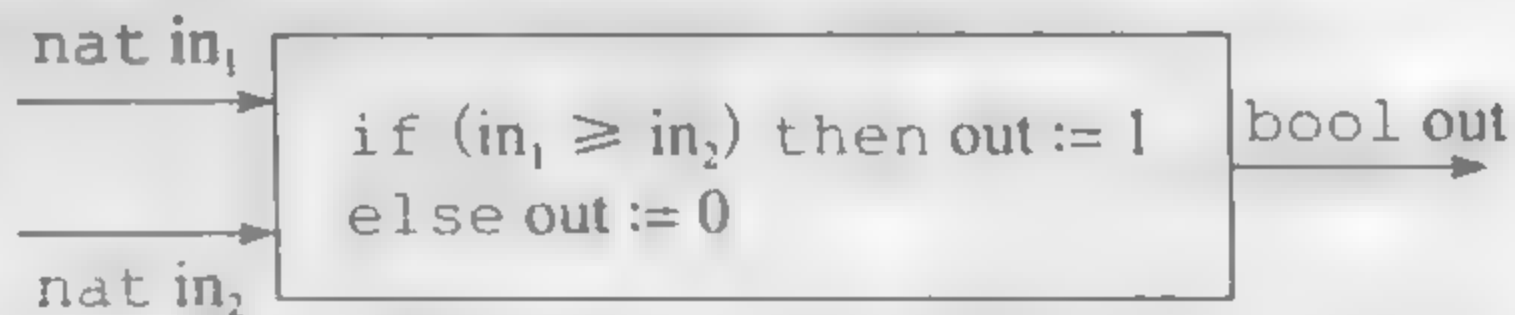 nat in₁
if (in₁ ⩾ in₂) then out := 1
bool out
else out := 0
nat in₂